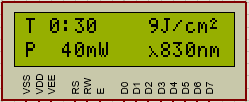 T 0:30 9J/cm²
P 40mW λ830nm
VSS VDD VEE RS RW E D0 D1 D2 D3 D4 D5 D6 D7